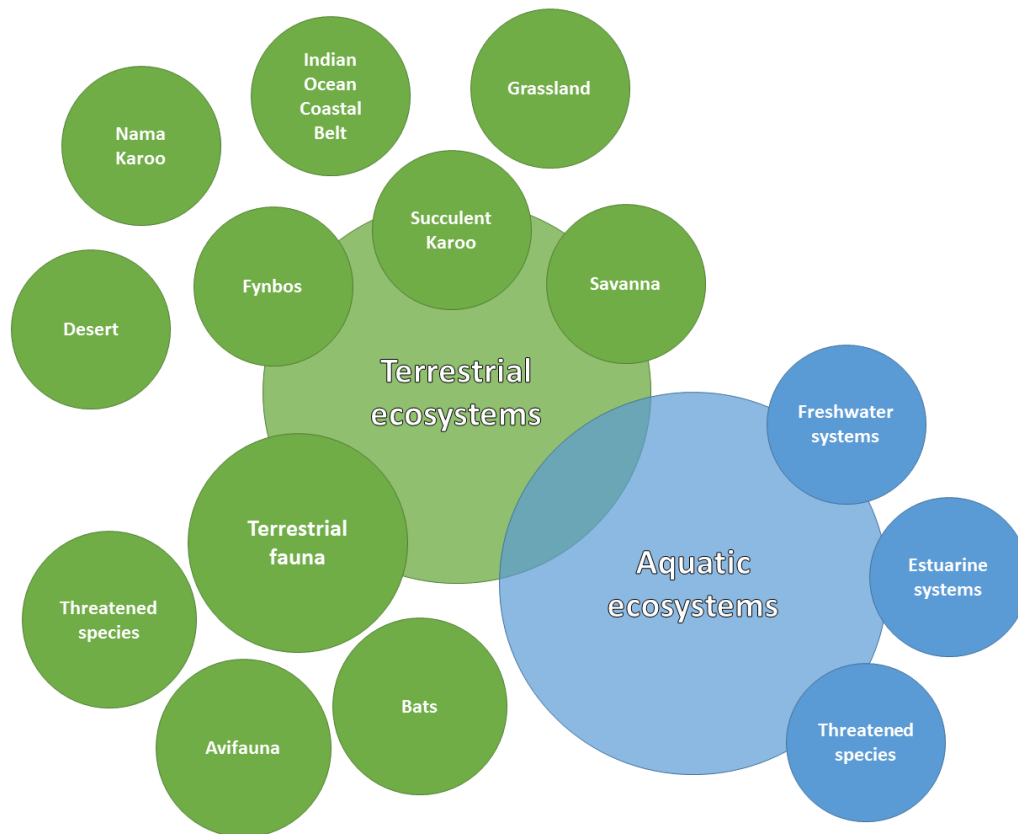 Indian
Ocean
Coastal
Belt
Grassland
Nama
Karoo
Succulent
Karoo
Fynbos
Savanna
Desert
Terrestrial
ecosystems
Freshwater
systems
Terrestrial
fauna
Aquatic
ecosystems
Estuarine
systems
Threatened
species
Bats
Avifauna
Threatened
species